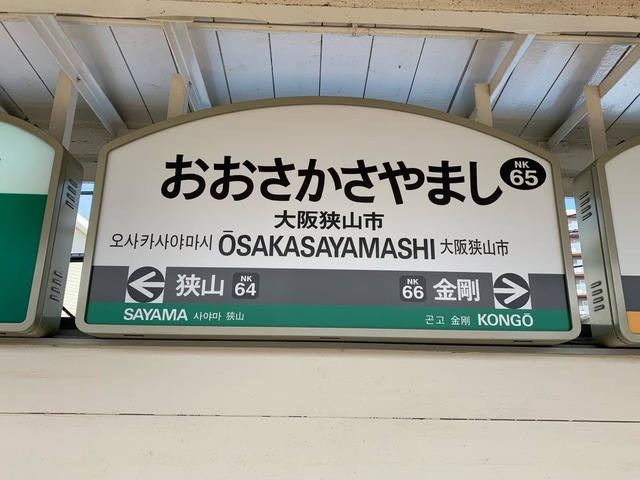 おおさかさやまし NK 65
大阪狭山市
오사카사야마시 ŌSAKASAYAMASHI 大阪狭山市
狭山 NK 64 NK 66 金剛
SAYAMA 사야마 狭山 곤고 金剛 KONGŌ